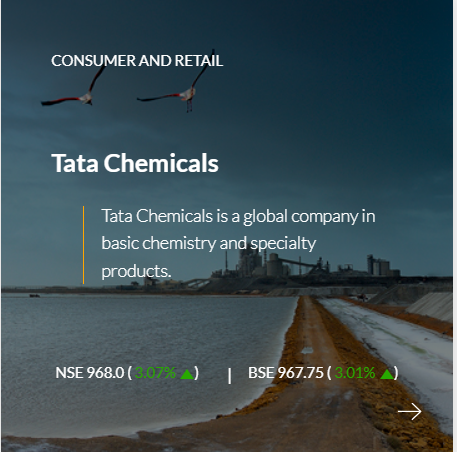 CONSUMER AND RETAIL
Tata Chemicals
Tata Chemicals is a global company in
basic chemistry and specialty
products.
NSE 968.0 ( 3.07% ▲) | BSE 967.75 ( 3.01% ▲)